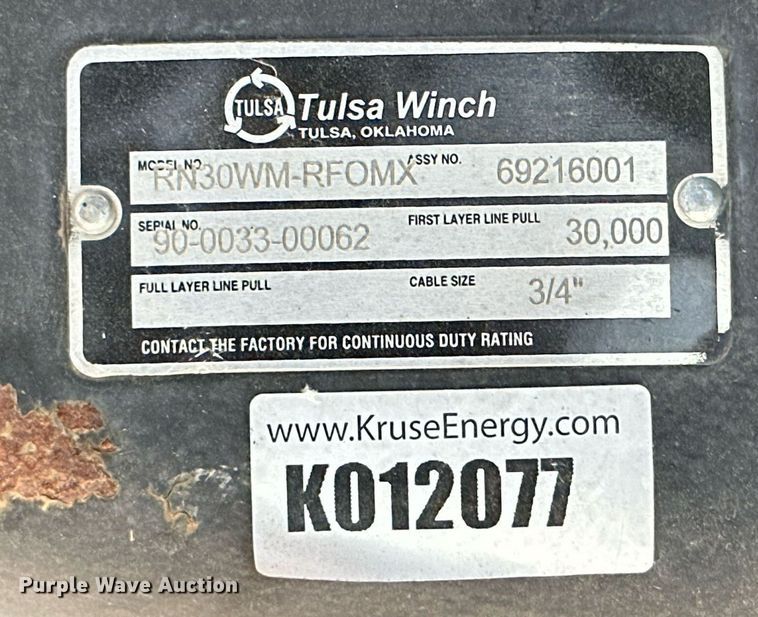 TULSA
Tulsa Winch
TULSA, OKLAHOMA
MODEL NO. RN30WM-RFOMX ASSY NO. 69216001
SERIAL NO. 90-0033-00062 FIRST LAYER LINE PULL 30,000
FULL LAYER LINE PULL CABLE SIZE 3/4"
CONTACT THE FACTORY FOR CONTINUOUS DUTY RATING
www.KruseEnergy.com
K012077
Purple Wave Auction